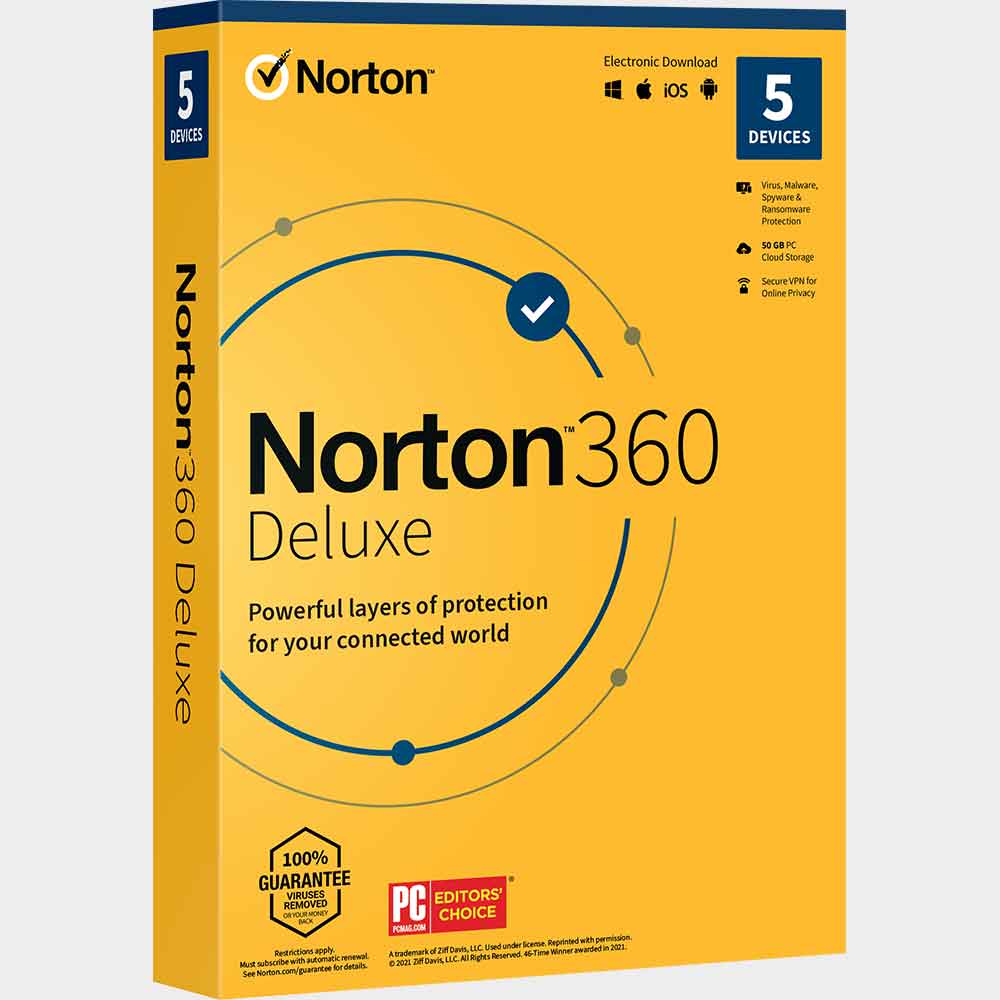 5
DEVICES
Norton™360 Deluxe
Norton™
Electronic Download
iOS
5
DEVICES
Virus, Malware,
Spyware &
Ransomware
Protection
50 GB PC
Cloud Storage
Secure VPN for
Online Privacy
Norton™360
Deluxe
Powerful layers of protection
for your connected world
100%
GUARANTEE
VIRUSES
REMOVED
OR YOUR MONEY
BACK
Restrictions apply.
Must subscribe with automatic renewal.
See Norton.com/guarantee for details.
PC
PCMAG.COM
EDITORS'
CHOICE
®
A trademark of Ziff Davis, LLC. Used under license. Reprinted with permission.
© 2021 Ziff Davis, LLC. All Rights Reserved. 46-Time Winner awarded in 2021.